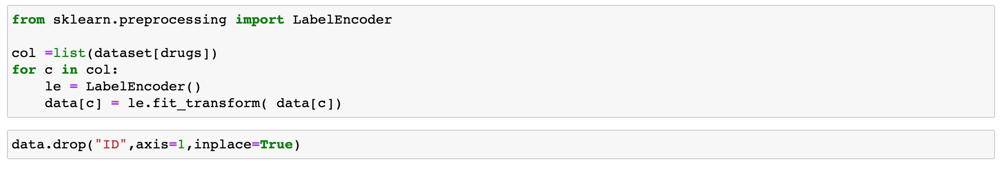 from sklearn.preprocessing import LabelEncoder
col =list(dataset[drugs])
for c in col:
    le = LabelEncoder()
    data[c] = le.fit_transform( data[c])
data.drop("ID",axis=1,inplace=True)